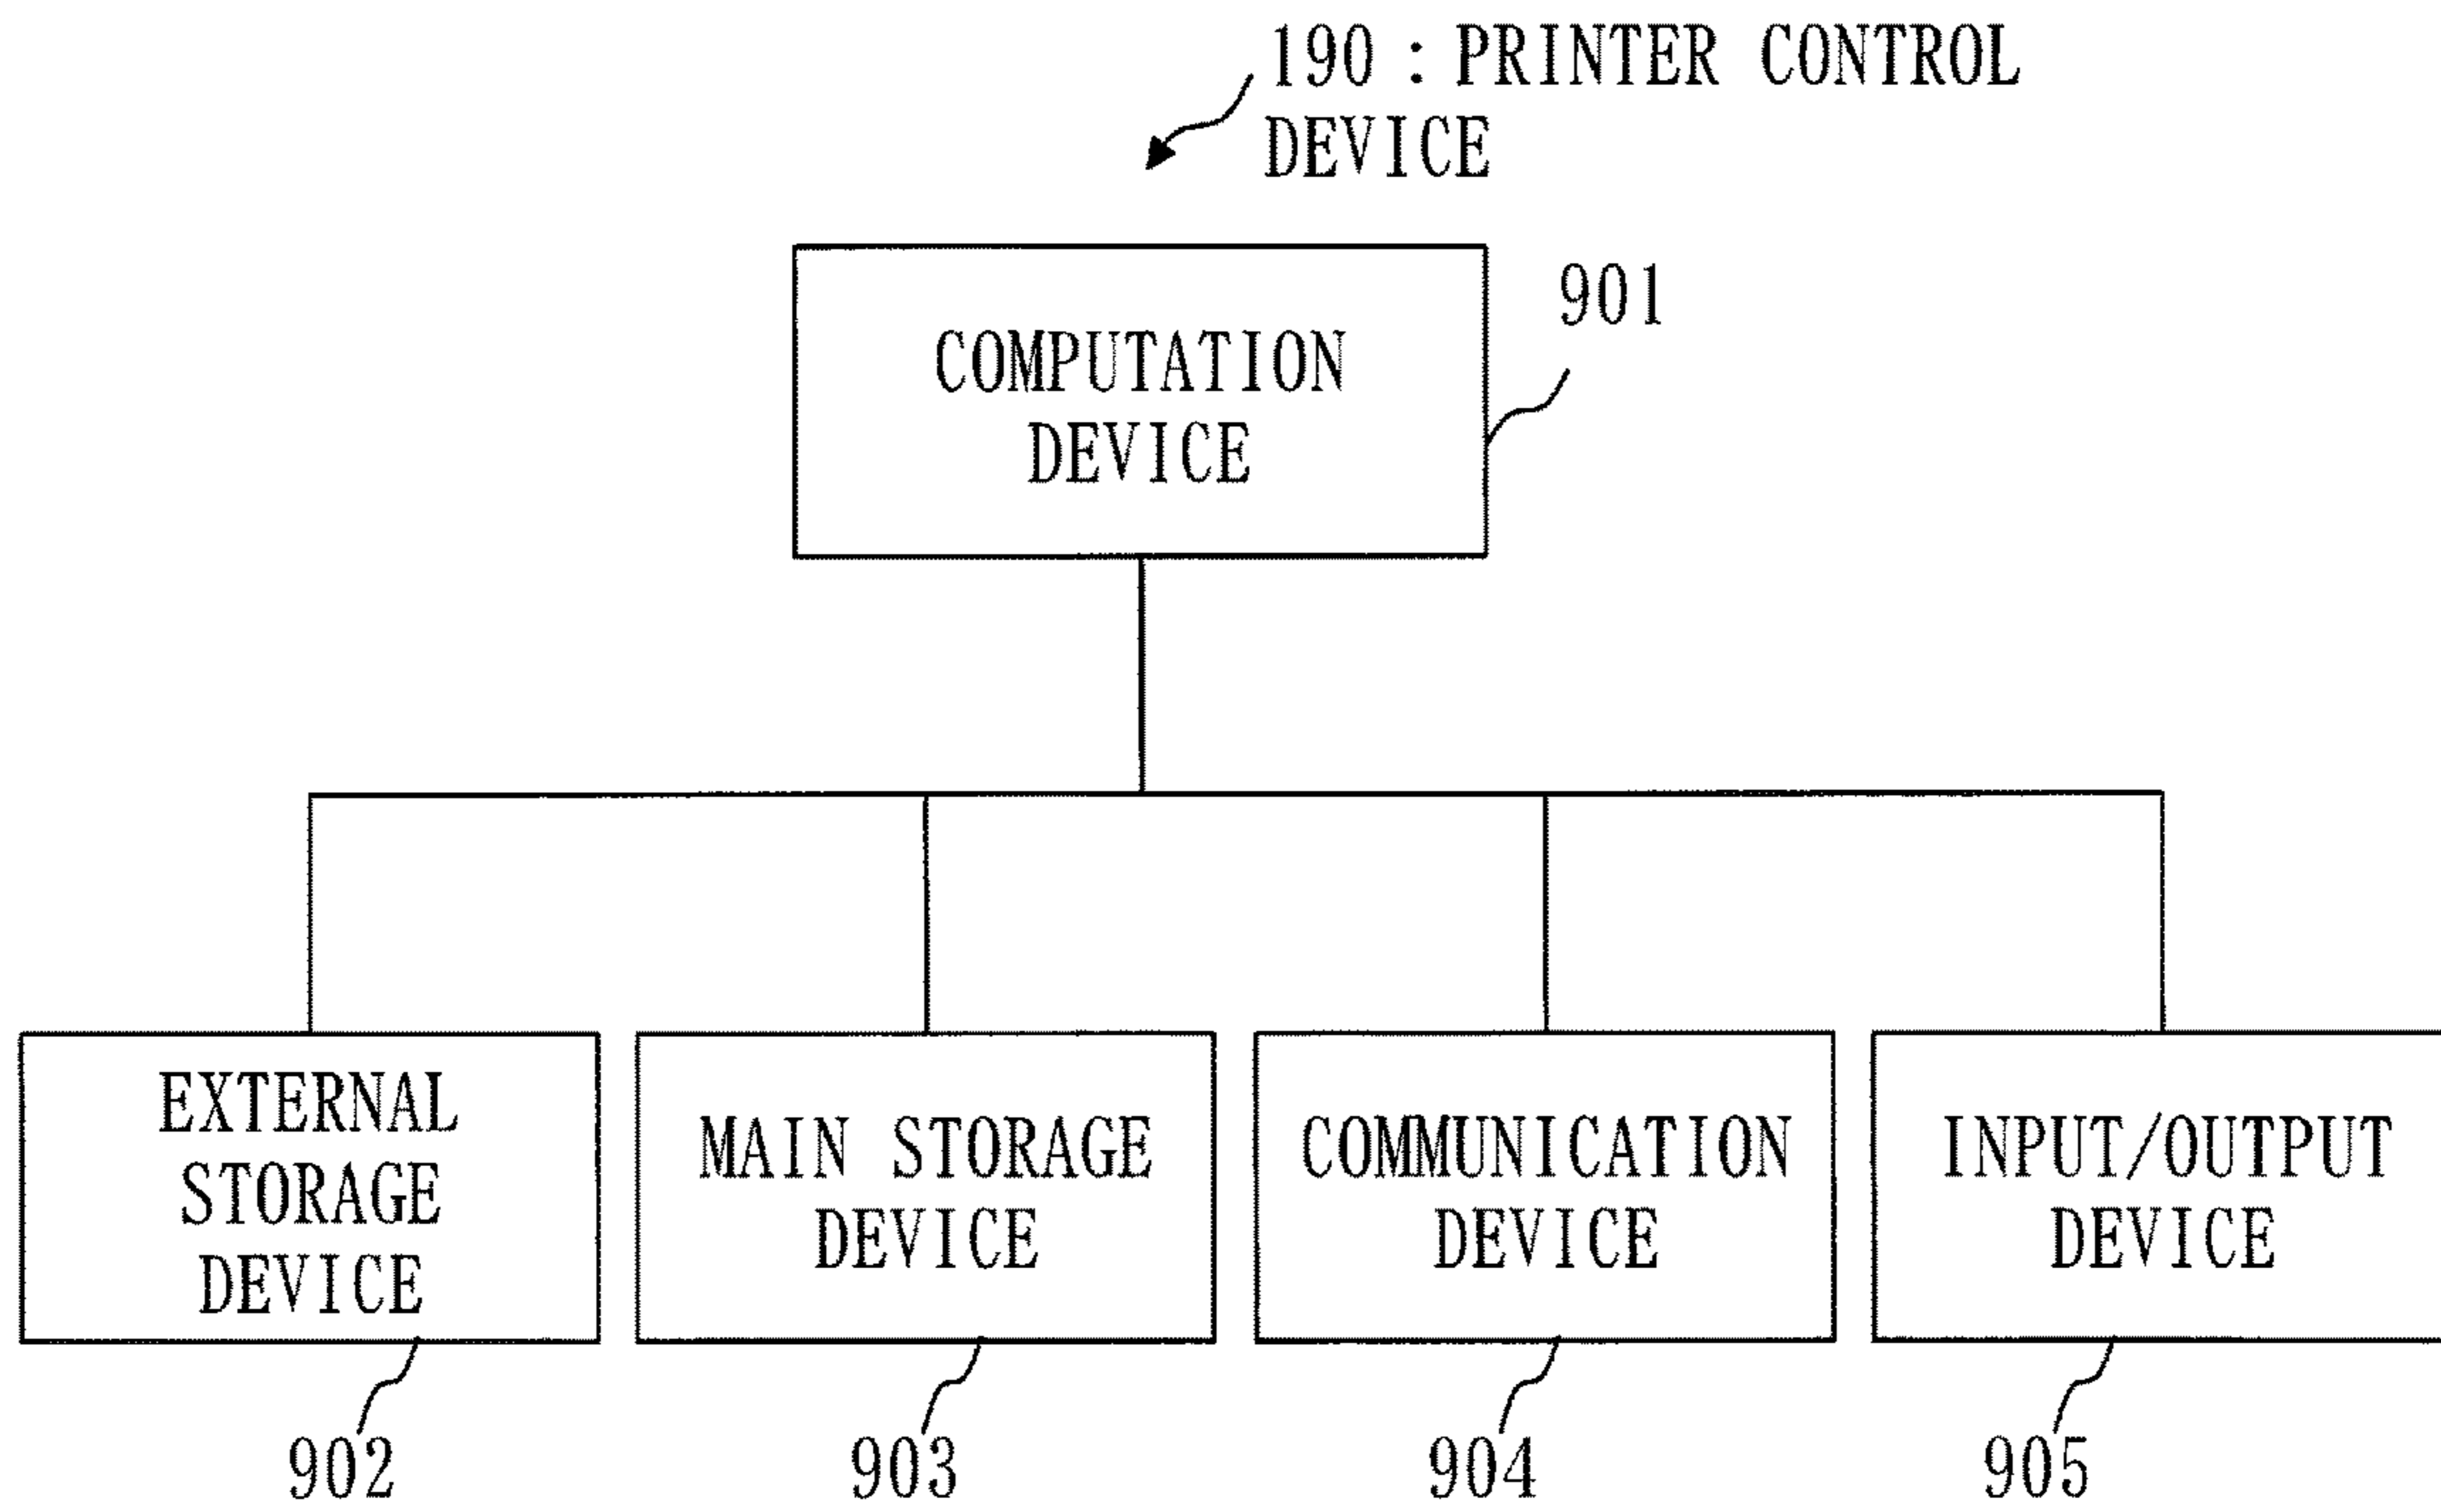 190 : PRINTER CONTROL
DEVICE
901
COMPUTATION
DEVICE
EXTERNAL
STORAGE
DEVICE
MAIN STORAGE
DEVICE
COMMUNICATION
DEVICE
INPUT/OUTPUT
DEVICE
902
903
904
905